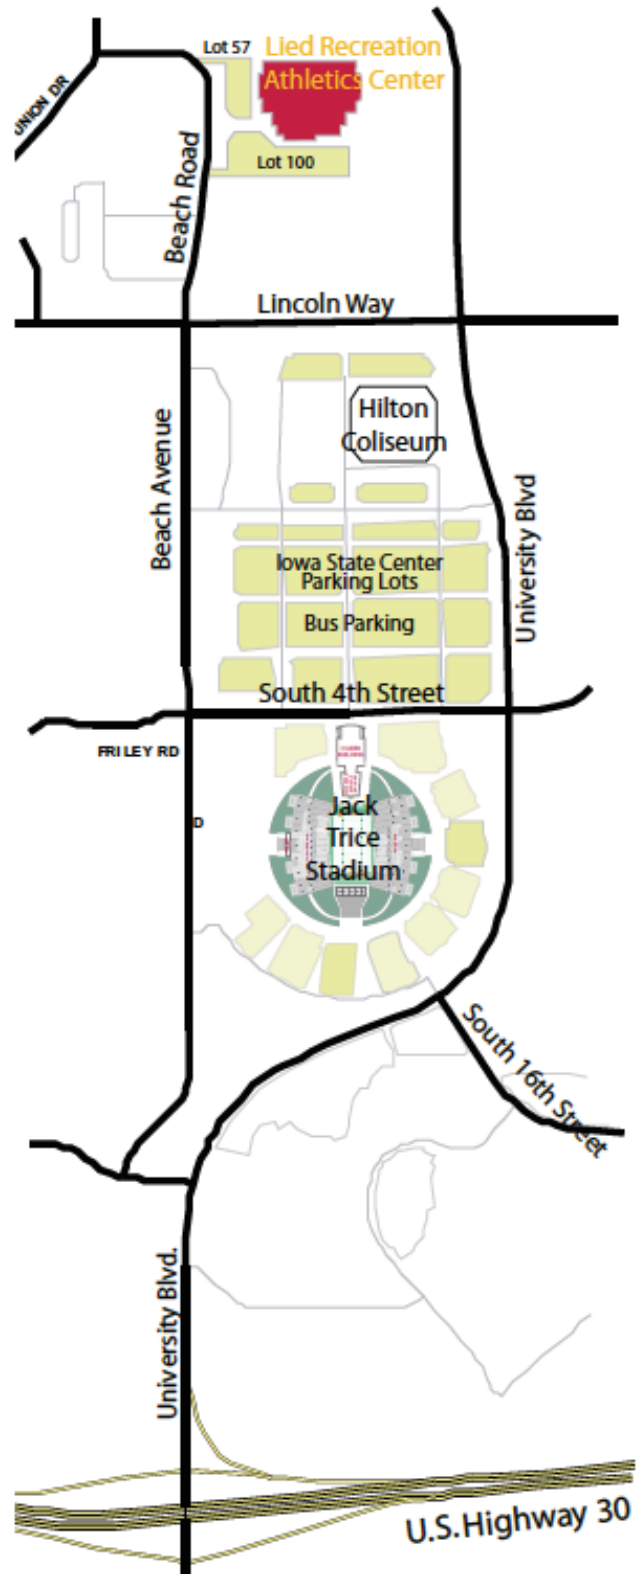 Lot 57
Lied Recreation
Athletics Center
UNION DR
Lot 100
Beach Road
Lincoln Way
Hilton
Coliseum
Beach Avenue
University Blvd
Iowa State Center
Parking Lots
Bus Parking
South 4th Street
FRILEY RD
D
Jack
Trice
Stadium
South 16th Street
University Blvd.
U.S. Highway 30